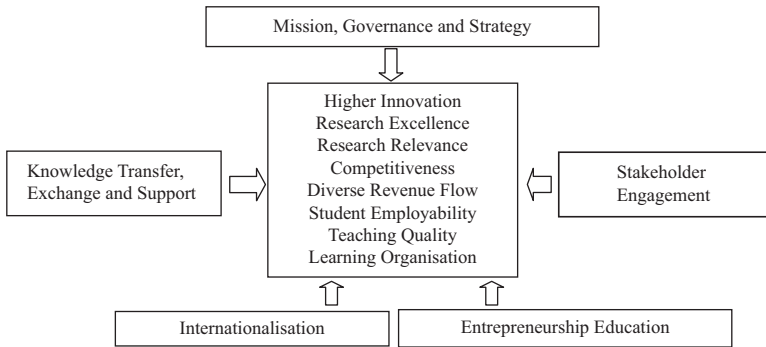 Mission, Governance and Strategy
Higher Innovation
Research Excellence
Research Relevance
Competitiveness
Diverse Revenue Flow
Student Employability
Teaching Quality
Learning Organisation
Knowledge Transfer,
Exchange and Support
Stakeholder
Engagement
Internationalisation
Entrepreneurship Education